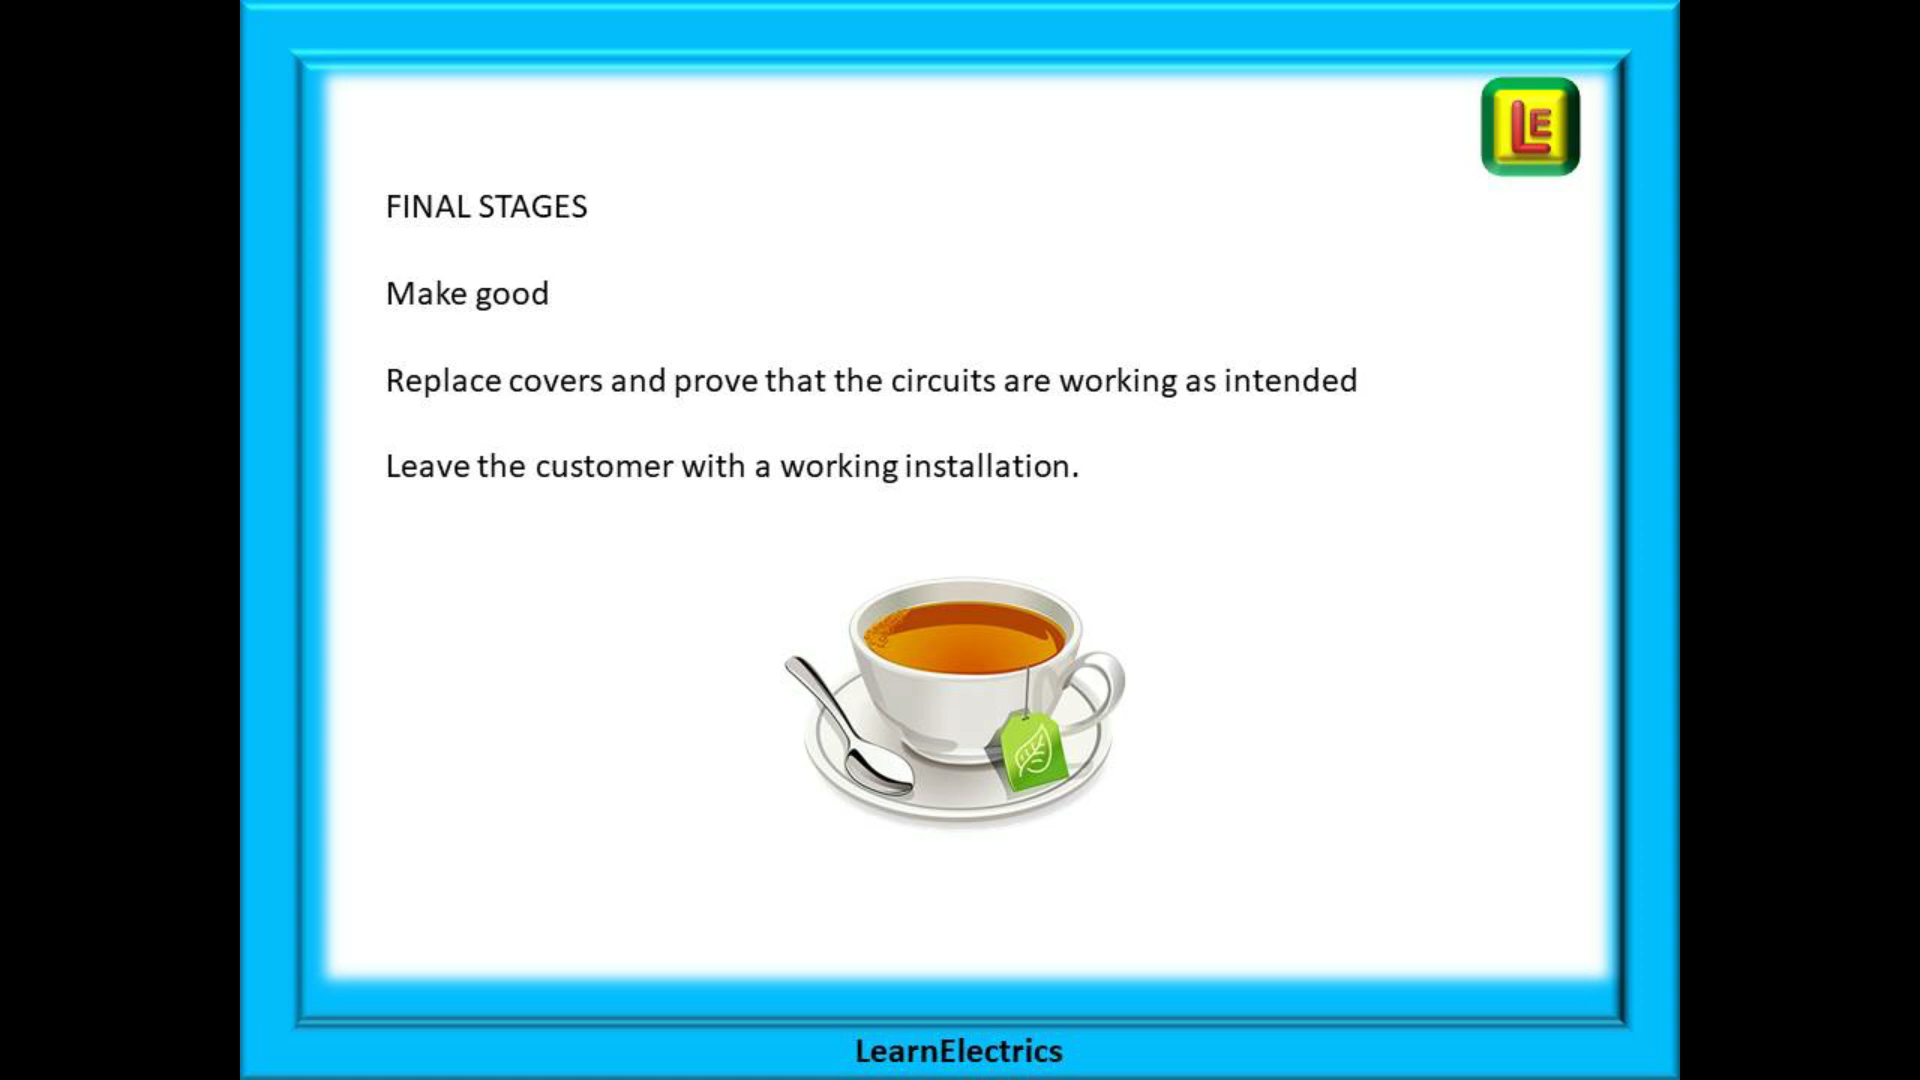 LE
FINAL STAGES
Make good
Replace covers and prove that the circuits are working as intended
Leave the customer with a working installation.
LearnElectrics